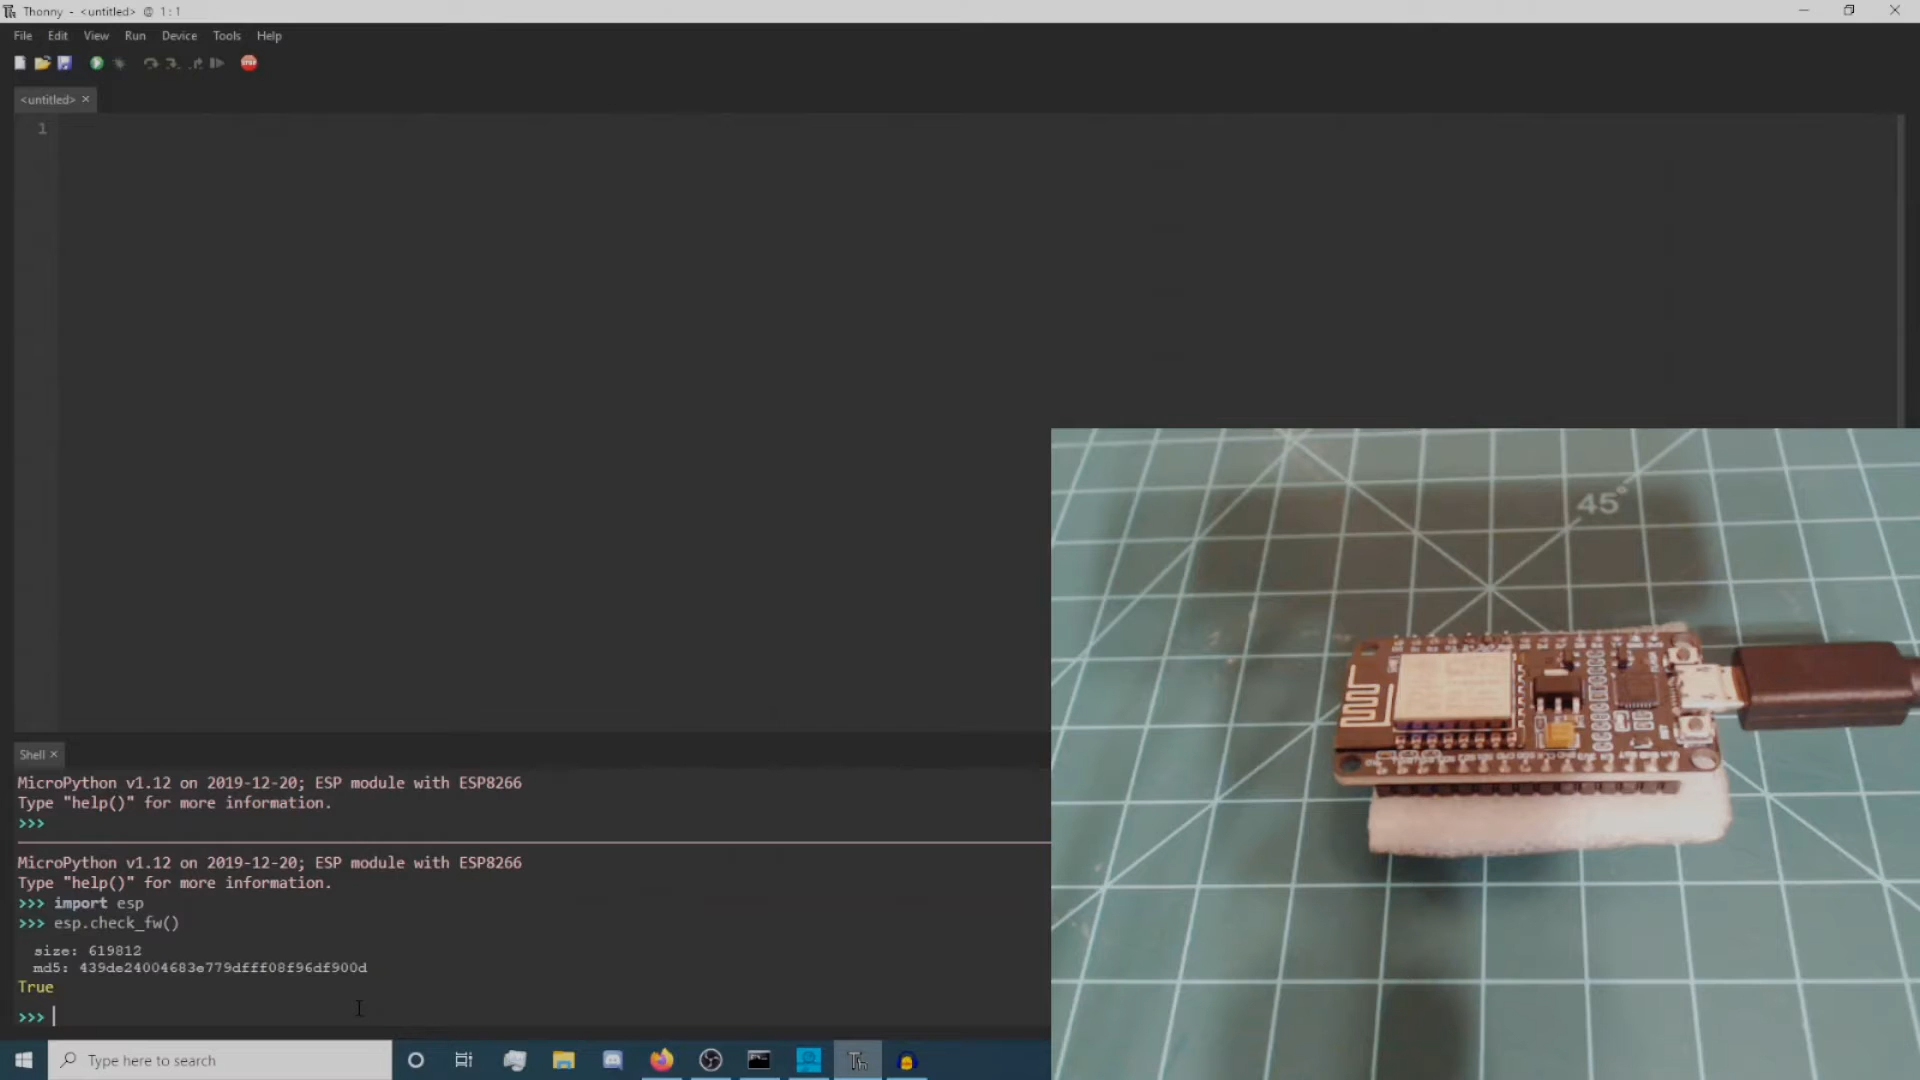 Thonny - <untitled> @ 1:1
File Edit View Run Device Tools Help
STOP
<untitled> ×
1
45°
Shell ×
MicroPython v1.12 on 2019-12-20; ESP module with ESP8266
Type "help()" for more information.
>>>
MicroPython v1.12 on 2019-12-20; ESP module with ESP8266
Type "help()" for more information.
>>> import esp
>>> esp.check_fw()
size: 619812
md5: 439de24004683e779dfff08f96df900d
True
>>>
Type here to search